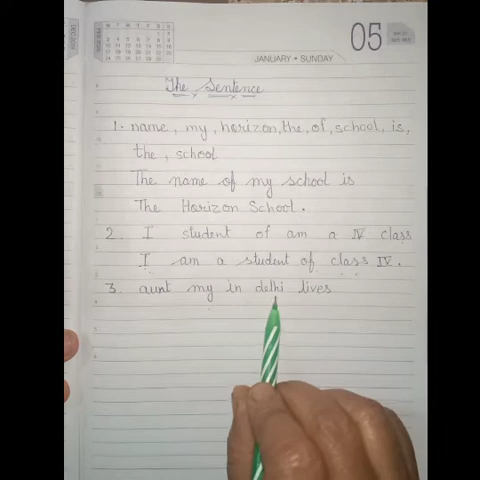 05
JANUARY • SUNDAY
The Sentence
1. name, my, horizon, the, of, school, is,
the, school
The name of my school is
The Horizon School.
2. I student of am a IV class
I am a student of class IV.
3. aunt my in delhi lives